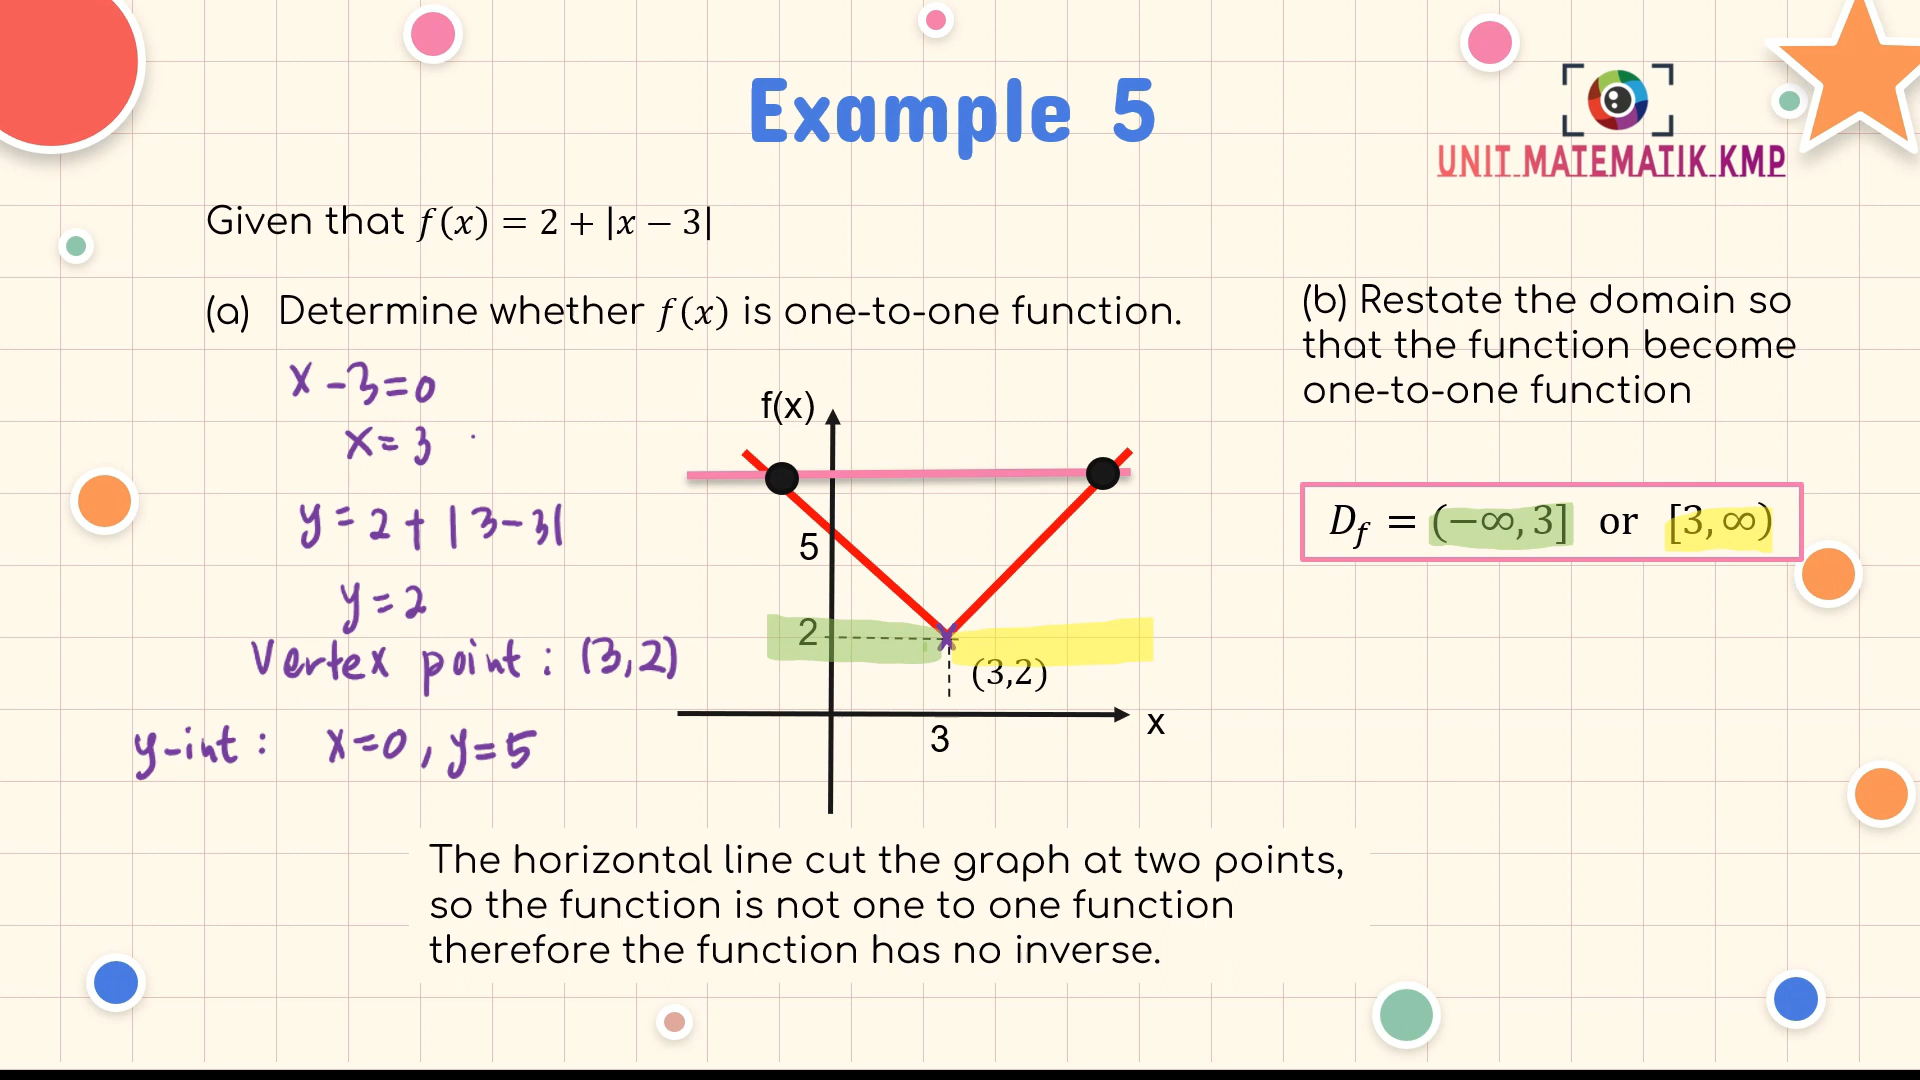 Example 5
UNIT.MATEMATIK.KMP
Given that f(x) = 2 + |x − 3|
(a) Determine whether f(x) is one-to-one function.
x - 3 = 0
x = 3
y = 2 + |3-3|
y = 2
Vertex point : (3,2)
y-int : x=0, y=5
f(x)
5
2
(3,2)
3
x
The horizontal line cut the graph at two points,
so the function is not one to one function
therefore the function has no inverse.
(b) Restate the domain so
that the function become
one-to-one function
D_f = (−∞, 3] or [3, ∞)